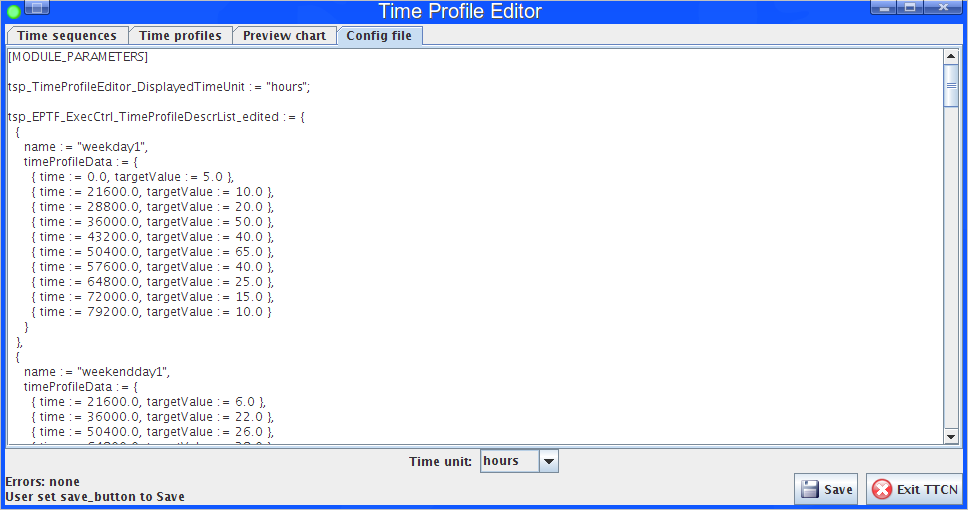 Time Profile Editor
Time sequences Time profiles Preview chart Config file
[MODULE_PARAMETERS]
tsp_TimeProfileEditor_DisplayedTimeUnit := "hours";
tsp_EPTF_ExecCtrl_TimeProfileDescrList_edited := {
{
name := "weekday1",
timeProfileData := {
{ time := 0.0, targetValue := 5.0 },
{ time := 21600.0, targetValue := 10.0 },
{ time := 28800.0, targetValue := 20.0 },
{ time := 36000.0, targetValue := 50.0 },
{ time := 43200.0, targetValue := 40.0 },
{ time := 50400.0, targetValue := 65.0 },
{ time := 57600.0, targetValue := 40.0 },
{ time := 64800.0, targetValue := 25.0 },
{ time := 72000.0, targetValue := 15.0 },
{ time := 79200.0, targetValue := 10.0 }
}
},
{
name := "weekendday1",
timeProfileData := {
{ time := 21600.0, targetValue := 6.0 },
{ time := 36000.0, targetValue := 22.0 },
{ time := 50400.0, targetValue := 26.0 },
Time unit: hours
Errors: none
User set save_button to Save
Save Exit TTCN